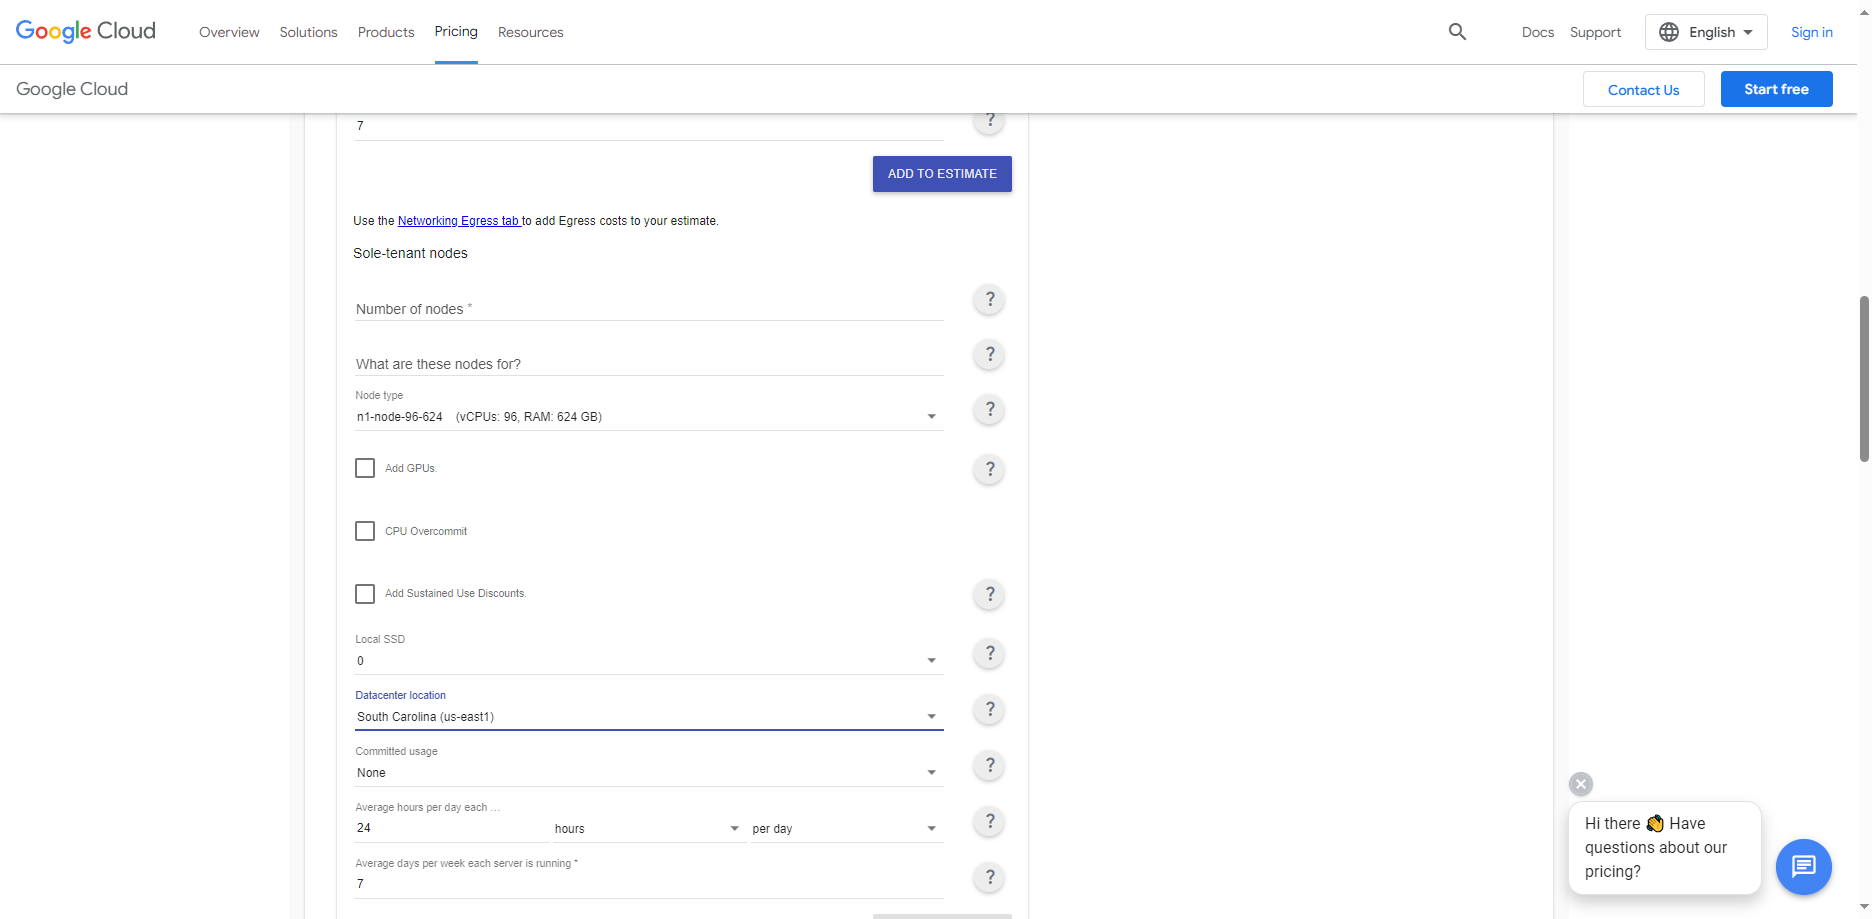 Google Cloud
Overview Solutions Products Pricing Resources
Docs Support English Sign in
Google Cloud
Contact Us Start free
7 ?
ADD TO ESTIMATE
Use the Networking Egress tab to add Egress costs to your estimate.
Sole-tenant nodes
Number of nodes * ?
What are these nodes for? ?
Node type
n1-node-96-624 (vCPUs: 96, RAM: 624 GB) ?
Add GPUs. ?
CPU Overcommit
Add Sustained Use Discounts. ?
Local SSD
0 ?
Datacenter location
South Carolina (us-east1) ?
Committed usage
None ?
Average hours per day each ...
24 hours per day ?
Average days per week each server is running *
7 ?
Hi there 👋 Have
questions about our
pricing?